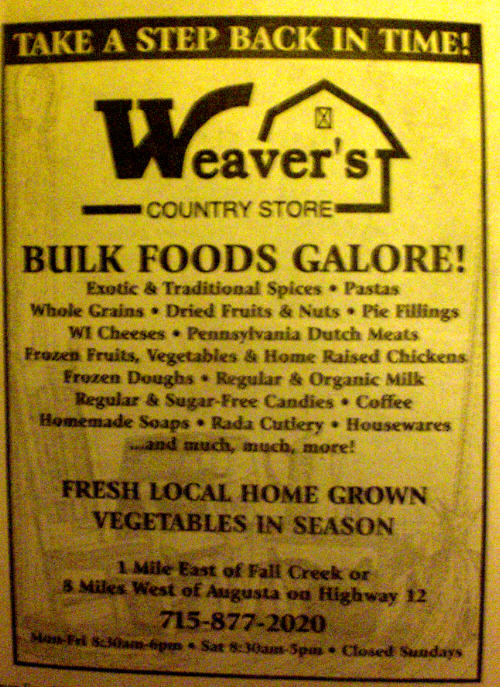 TAKE A STEP BACK IN TIME!
Weaver's
COUNTRY STORE
BULK FOODS GALORE!
Exotic & Traditional Spices • Pastas
Whole Grains • Dried Fruits & Nuts • Pie Fillings
WI Cheeses • Pennsylvania Dutch Meats
Frozen Fruits, Vegetables & Home Raised Chickens
Frozen Doughs • Regular & Organic Milk
Regular & Sugar-Free Candies • Coffee
Homemade Soaps • Rada Cutlery • Housewares
....and much, much, more!
FRESH LOCAL HOME GROWN
VEGETABLES IN SEASON
1 Mile East of Fall Creek or
8 Miles West of Augusta on Highway 12
715-877-2020
Mon-Fri 8:30am-6pm • Sat 8:30am-5pm • Closed Sundays